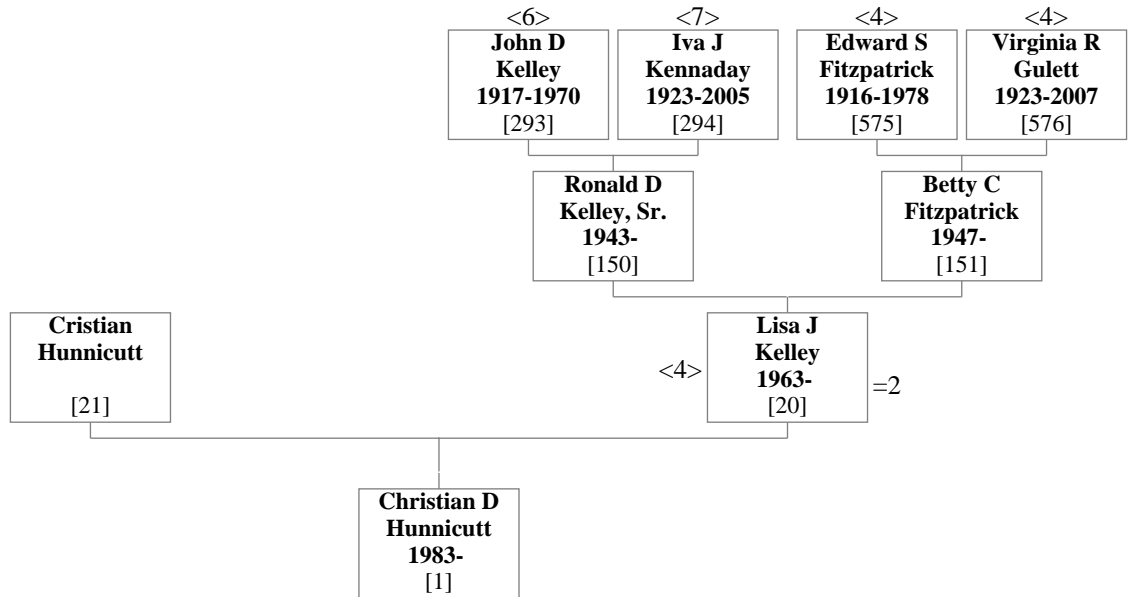 <6>
<7>
<4>
<4>
John D
Kelley
1917-1970
[293]
Iva J
Kennaday
1923-2005
[294]
Edward S
Fitzpatrick
1916-1978
[575]
Virginia R
Gulett
1923-2007
[576]
Ronald D
Kelley, Sr.
1943-
[150]
Betty C
Fitzpatrick
1947-
[151]
Cristian
Hunnicutt
[21]
<4>
Lisa J
Kelley
1963-
[20]
=2
Christian D
Hunnicutt
1983-
[1]